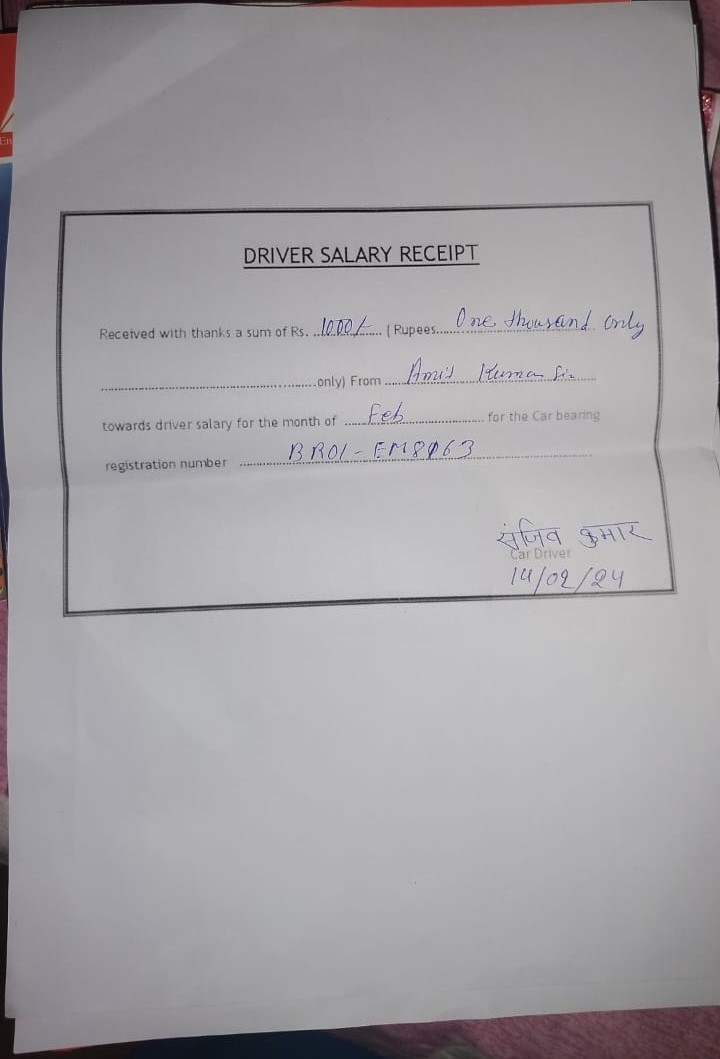 DRIVER SALARY RECEIPT
Received with thanks a sum of Rs. ..1000/-.... ( Rupees....One thousand only
...........................................only) From ....Amit Kumar Sir......
towards driver salary for the month of .....Feb................... for the Car bearing
registration number ...........BR01-EM8063...........................
संजिव कुमार
Car Driver
14/02/24
En